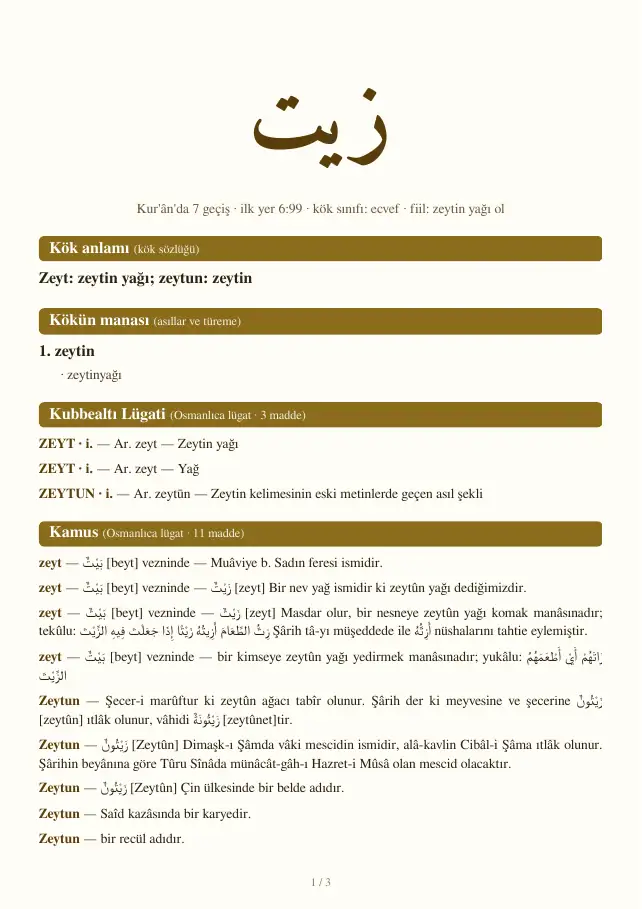 زيت
Kur'ân'da 7 geçiş · ilk yer 6:99 · kök sınıfı: ecvef · fiil: zeytin yağı ol
Kök anlamı (kök sözlüğü)
Zeyt: zeytin yağı; zeytun: zeytin
Kökün manası (asıllar ve türeme)
1. zeytin
· zeytinyağı
Kubbealtı Lügati (Osmanlıca lügat · 3 madde)
ZEYT · i. — Ar. zeyt — Zeytin yağı
ZEYT · i. — Ar. zeyt — Yağ
ZEYTUN · i. — Ar. zeytūn — Zeytin kelimesinin eski metinlerde geçen asıl şekli
Kamus (Osmanlıca lügat · 11 madde)
zeyt — بَيْتٌ [beyt] vezninde — Muâviye b. Sadın feresi ismidir.
zeyt — بَيْتٌ [beyt] vezninde — زَيْتٌ [zeyt] Bir nev yağ ismidir ki zeytûn yağı dediğimizdir.
zeyt — بَيْتٌ [beyt] vezninde — زَيْتٌ [zeyt] Masdar olur, bir nesneye zeytûn yağı komak manâsınadır;
tekûlu: زِتُّ الطَّعَامَ أَزِيتُهُ زَيْتًا إِذَا جَعَلْتَ فِيهِ الزَّيْتَ Şârih tâ-yı müşeddede ile أَزِتُّهُ nüshalarını tahtie eylemiştir.
zeyt — بَيْتٌ [beyt] vezninde — bir kimseye zeytûn yağı yedirmek manâsınadır; yukâlu: زَاتَهُمْ أَيْ أَطْعَمَهُمُ
الزَّيْتَ
Zeytun — Şecer-i marûftur ki zeytûn ağacı tabîr olunur. Şârih der ki meyvesine ve şecerine زَيْتُونٌ
[zeytûn] ıtlâk olunur, vâhidi زَيْتُونَةٌ [zeytûnet]tir.
Zeytun — زَيْتُونٌ [Zeytûn] Dimaşk-ı Şâmda vâki mescidin ismidir, alâ-kavlin Cibâl-i Şâma ıtlâk olunur.
Şârihin beyânına göre Tûru Sînâda münâcât-gâh-ı Hazret-i Mûsâ olan mescid olacaktır.
Zeytun — زَيْتُونٌ [Zeytûn] Çin ülkesinde bir belde adıdır.
Zeytun — Saîd kazâsında bir karyedir.
Zeytun — bir recül adıdır.
1 / 3